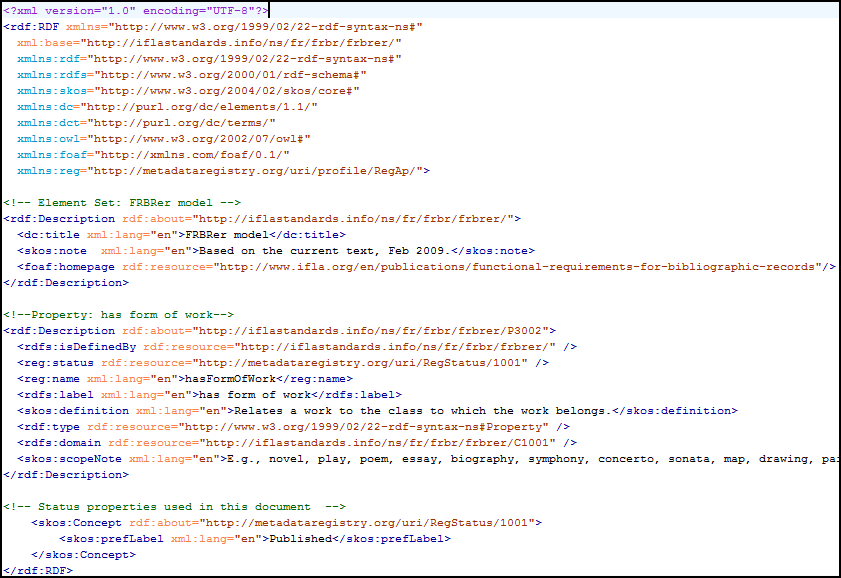 <?xml version="1.0" encoding="UTF-8"?>
<rdf:RDF xmlns="http://www.w3.org/1999/02/22-rdf-syntax-ns#"
xml:base="http://iflastandards.info/ns/fr/frbr/frbrer/"
xmlns:rdf="http://www.w3.org/1999/02/22-rdf-syntax-ns#"
xmlns:rdfs="http://www.w3.org/2000/01/rdf-schema#"
xmlns:skos="http://www.w3.org/2004/02/skos/core#"
xmlns:dc="http://purl.org/dc/elements/1.1/"
xmlns:dct="http://purl.org/dc/terms/"
xmlns:owl="http://www.w3.org/2002/07/owl#"
xmlns:foaf="http://xmlns.com/foaf/0.1/"
xmlns:reg="http://metadataregistry.org/uri/profile/RegAp/">
<!-- Element Set: FRBRer model -->
<rdf:Description rdf:about="http://iflastandards.info/ns/fr/frbr/frbrer/">
<dc:title xml:lang="en">FRBRer model</dc:title>
<skos:note xml:lang="en">Based on the current text, Feb 2009.</skos:note>
<foaf:homepage rdf:resource="http://www.ifla.org/en/publications/functional-requirements-for-bibliographic-records"/>
</rdf:Description>
<!--Property: has form of work-->
<rdf:Description rdf:about="http://iflastandards.info/ns/fr/frbr/frbrer/P3002">
<rdfs:isDefinedBy rdf:resource="http://iflastandards.info/ns/fr/frbr/frbrer/" />
<reg:status rdf:resource="http://metadataregistry.org/uri/RegStatus/1001" />
<reg:name xml:lang="en">hasFormOfWork</reg:name>
<rdfs:label xml:lang="en">has form of work</rdfs:label>
<skos:definition xml:lang="en">Relates a work to the class to which the work belongs.</skos:definition>
<rdf:type rdf:resource="http://www.w3.org/1999/02/22-rdf-syntax-ns#Property" />
<rdfs:domain rdf:resource="http://iflastandards.info/ns/fr/frbr/frbrer/C1001" />
<skos:scopeNote xml:lang="en">E.g., novel, play, poem, essay, biography, symphony, concerto, sonata, map, drawing,
</rdf:Description>
<!-- Status properties used in this document -->
<skos:Concept rdf:about="http://metadataregistry.org/uri/RegStatus/1001">
<skos:prefLabel xml:lang="en">Published</skos:prefLabel>
</skos:Concept>
</rdf:RDF>